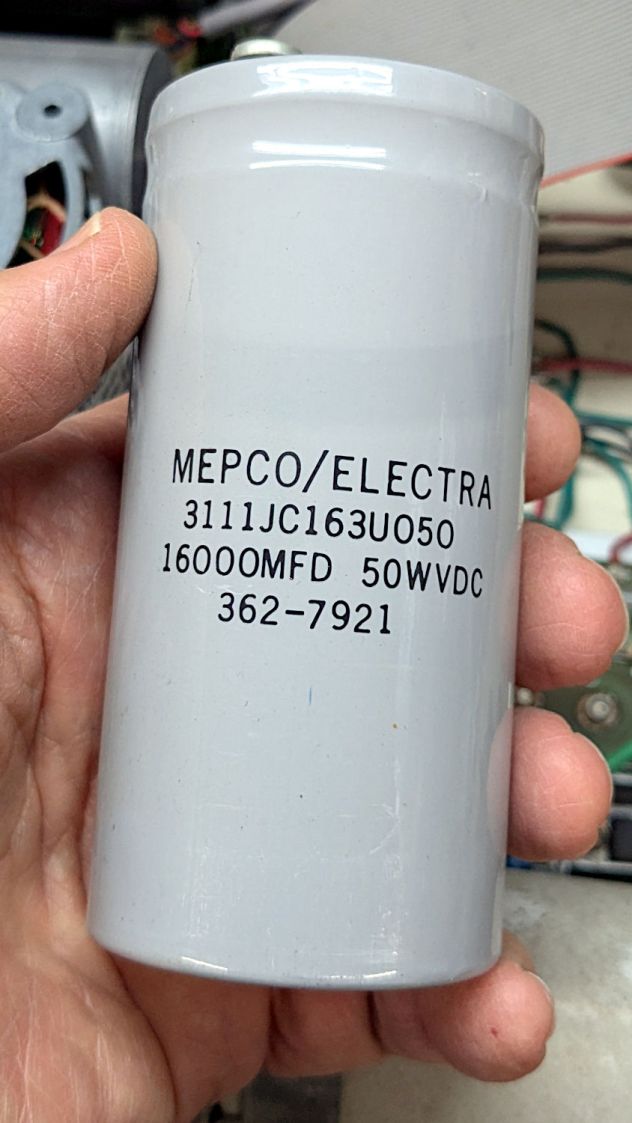 MEPCO/ELECTRA
3111JC163U050
16000MFD 50WVDC
362-7921